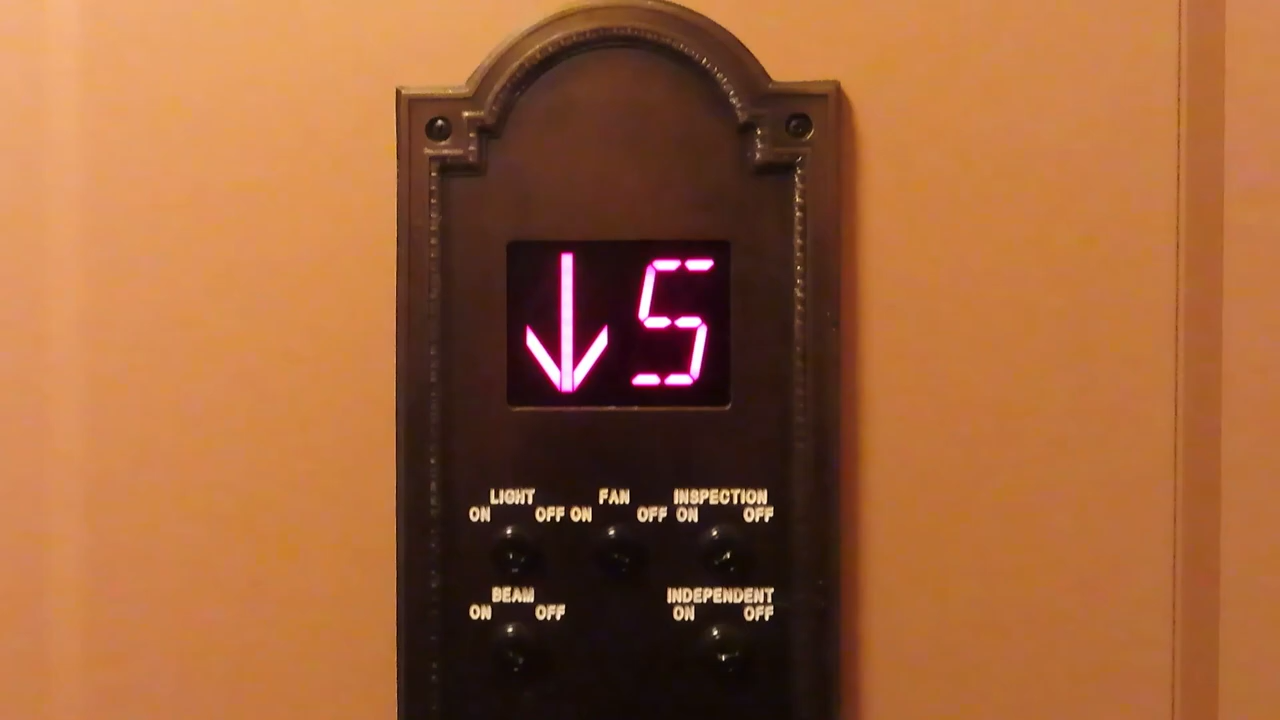 ↓ 5
LIGHT FAN INSPECTION
ON OFF ON OFF ON OFF
BEAM INDEPENDENT
ON OFF ON OFF